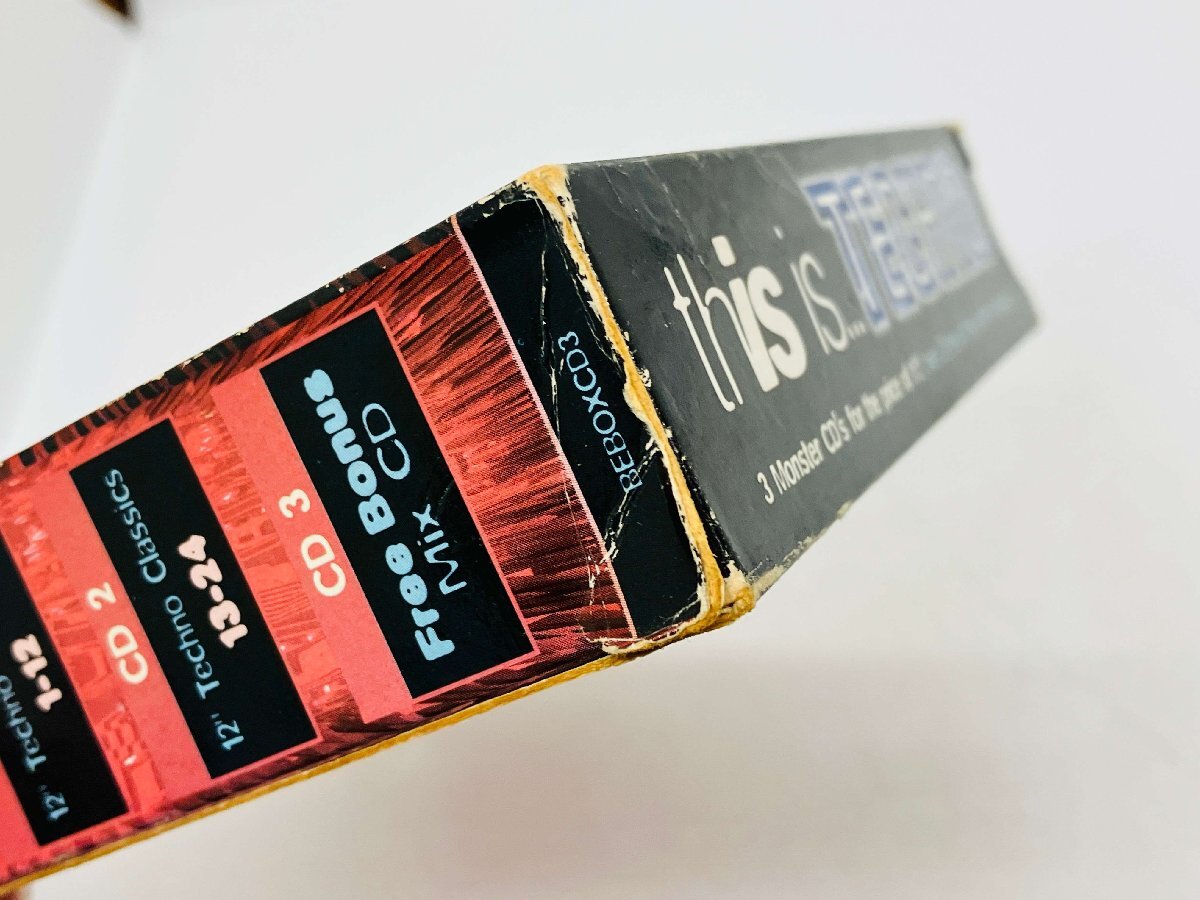 this is...
3 Monster CD's for the price of
BEBOXCD3
CD 3
Free Bonus
Mix CD
CD 2
12" Techno Classics
13-24
12" Techno
1-12